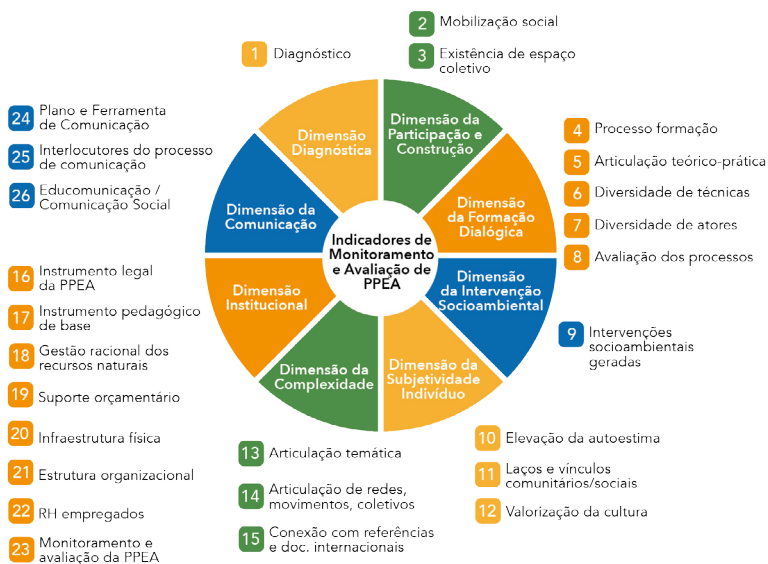 1 Diagnóstico
2 Mobilização social
3 Existência de espaço
coletivo
Dimensão
Diagnóstica
Dimensão da
Participação e
Construção
Dimensão
da Formação
Dialógica
Dimensão
da Intervenção
Socioambiental
Dimensão da
Subjetividade
Indivíduo
Dimensão da
Complexidade
Dimensão
Institucional
Dimensão da
Comunicação
Indicadores de
Monitoramento
e Avaliação de
PPEA
4 Processo formação
5 Articulação teórico-prática
6 Diversidade de técnicas
7 Diversidade de atores
8 Avaliação dos processos
9 Intervenções
socioambientais
geradas
10 Elevação da autoestima
11 Laços e vínculos
comunitários/sociais
12 Valorização da cultura
13 Articulação temática
14 Articulação de redes,
movimentos, coletivos
15 Conexão com referências
e doc. internacionais
16 Instrumento legal
da PPEA
17 Instrumento pedagógico
de base
18 Gestão racional dos
recursos naturais
19 Suporte orçamentário
20 Infraestrutura física
21 Estrutura organizacional
22 RH empregados
23 Monitoramento e
avaliação da PPEA
24 Plano e Ferramenta
de Comunicação
25 Interlocutores do processo
de comunicação
26 Educomunicação /
Comunicação Social